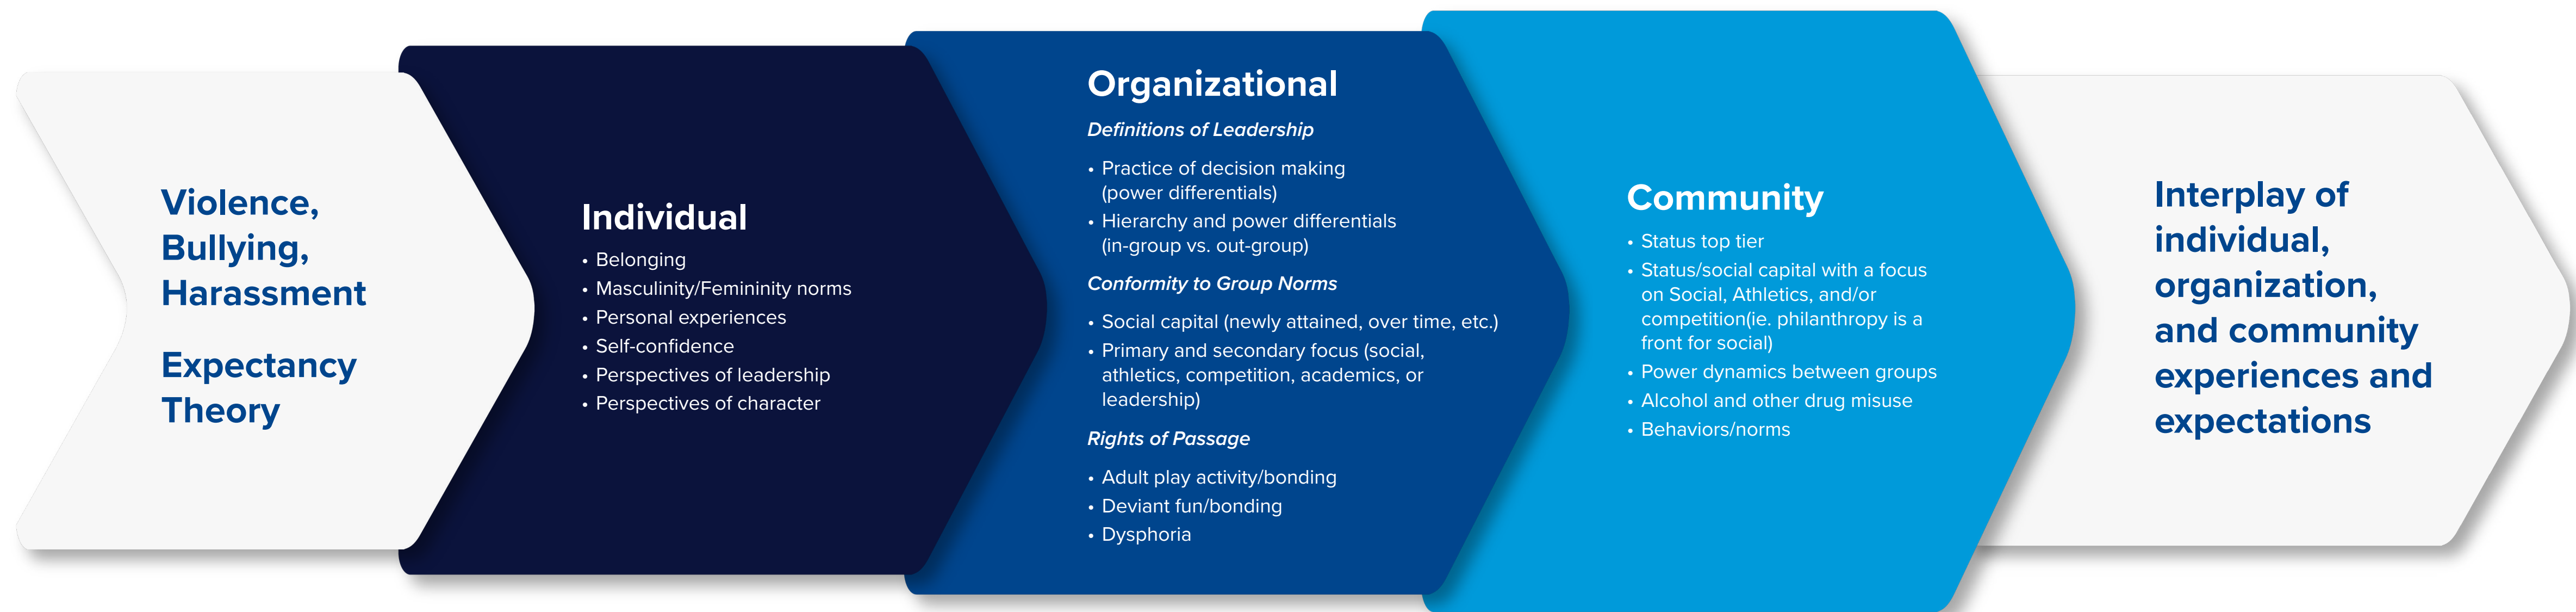 Violence,
Bullying,
Harassment
Expectancy
Theory
Individual
• Belonging
• Masculinity/Femininity norms
• Personal experiences
• Self-confidence
• Perspectives of leadership
• Perspectives of character
Organizational
Definitions of Leadership
• Practice of decision making
(power differentials)
• Hierarchy and power differentials
(in-group vs. out-group)
Conformity to Group Norms
• Social capital (newly attained, over time, etc.)
• Primary and secondary focus (social,
athletics, competition, academics, or
leadership)
Rights of Passage
• Adult play activity/bonding
• Deviant fun/bonding
• Dysphoria
Community
• Status top tier
• Status/social capital with a focus
on Social, Athletics, and/or
competition(ie. philanthropy is a
front for social)
• Power dynamics between groups
• Alcohol and other drug misuse
• Behaviors/norms
Interplay of
individual,
organization,
and community
experiences and
expectations